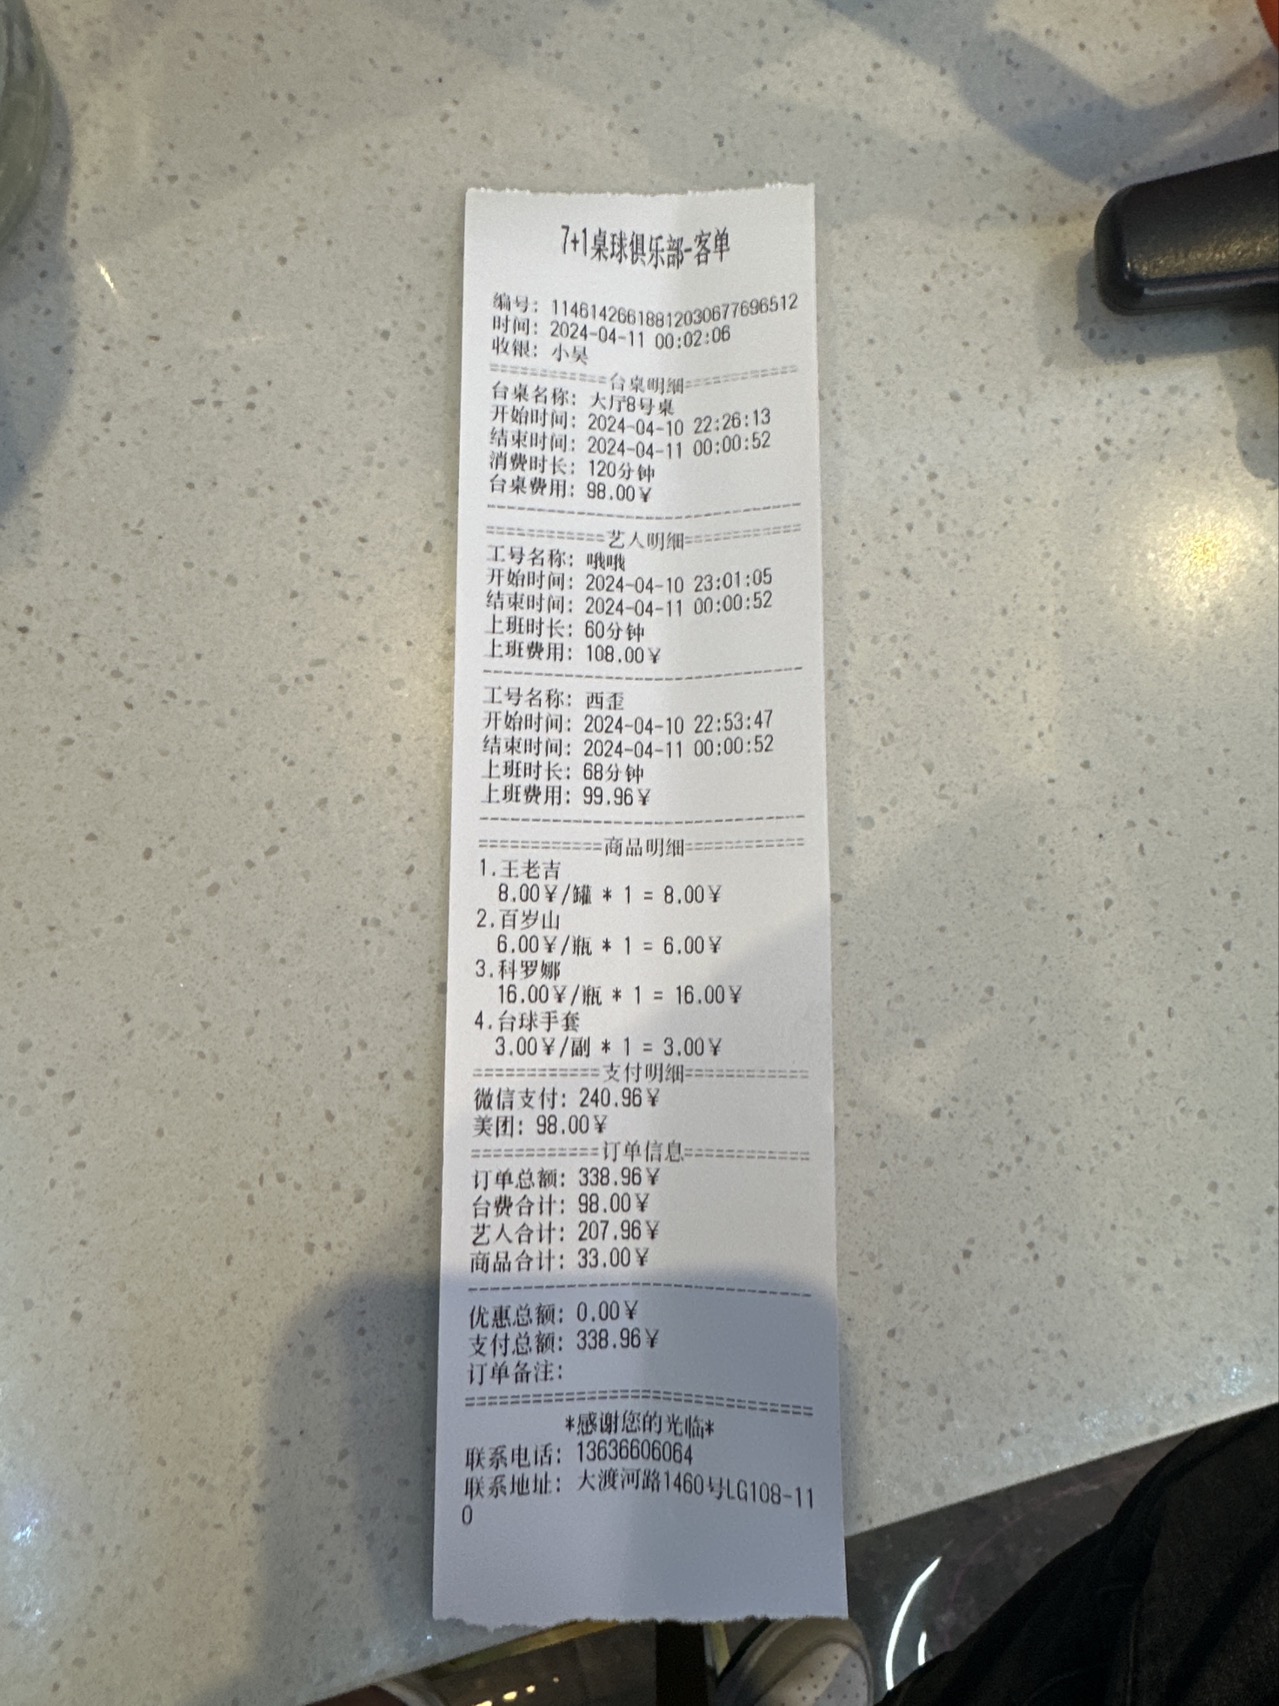 7+1桌球俱乐部-客单
编号: 1146142661881203067​7696512
时间: 2024-04-11 00:02:06
收银: 小吴
===========台桌明细===========
台桌名称: 大厅8号桌
开始时间: 2024-04-10 22:26:13
结束时间: 2024-04-11 00:00:52
消费时长: 120分钟
台桌费用: 98.00¥
--------------------------------
===========艺人明细===========
工号名称: 哦哦
开始时间: 2024-04-10 23:01:05
结束时间: 2024-04-11 00:00:52
上班时长: 60分钟
上班费用: 108.00¥
--------------------------------
工号名称: 西歪
开始时间: 2024-04-10 22:53:47
结束时间: 2024-04-11 00:00:52
上班时长: 68分钟
上班费用: 99.96¥
--------------------------------
===========商品明细===========
1.王老吉
8.00¥/罐 * 1 = 8.00¥
2.百岁山
6.00¥/瓶 * 1 = 6.00¥
3.科罗娜
16.00¥/瓶 * 1 = 16.00¥
4.台球手套
3.00¥/副 * 1 = 3.00¥
===========支付明细===========
微信支付: 240.96¥
美团: 98.00¥
===========订单信息===========
订单总额: 338.96¥
台费合计: 98.00¥
艺人合计: 207.96¥
商品合计: 33.00¥
--------------------------------
优惠总额: 0.00¥
支付总额: 338.96¥
订单备注:
================================
*感谢您的光临*
联系电话: 13636606064
联系地址: 大渡河路1460号LG108-11
0